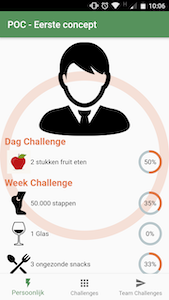 10:06
POC - Eerste concept
Dag Challenge
2 stukken fruit eten
50%
Week Challenge
50.000 stappen
35%
1 Glas
0%
3 ongezonde snacks
33%
Persoonlijk
Challenges
Team Challenges